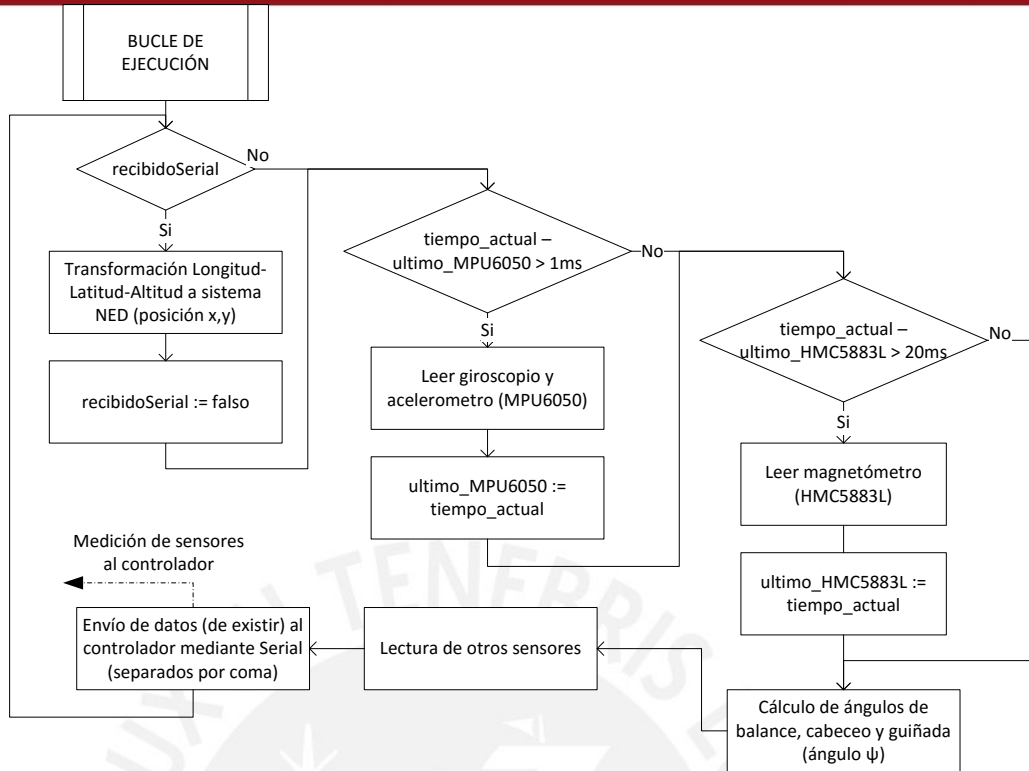 BUCLE DE
EJECUCIÓN
recibidoSerial
No
Si
Transformación Longitud-
Latitud-Altitud a sistema
NED (posición x,y)
recibidoSerial := falso
tiempo_actual –
ultimo_MPU6050 > 1ms
No
Si
Leer giroscopio y
acelerometro (MPU6050)
ultimo_MPU6050 :=
tiempo_actual
tiempo_actual –
ultimo_HMC5883L > 20ms
No
Si
Leer magnetómetro
(HMC5883L)
ultimo_HMC5883L :=
tiempo_actual
Cálculo de ángulos de
balance, cabeceo y guiñada
(ángulo ψ)
Lectura de otros sensores
Envío de datos (de existir) al
controlador mediante Serial
(separados por coma)
Medición de sensores
al controlador
TENEBRIS